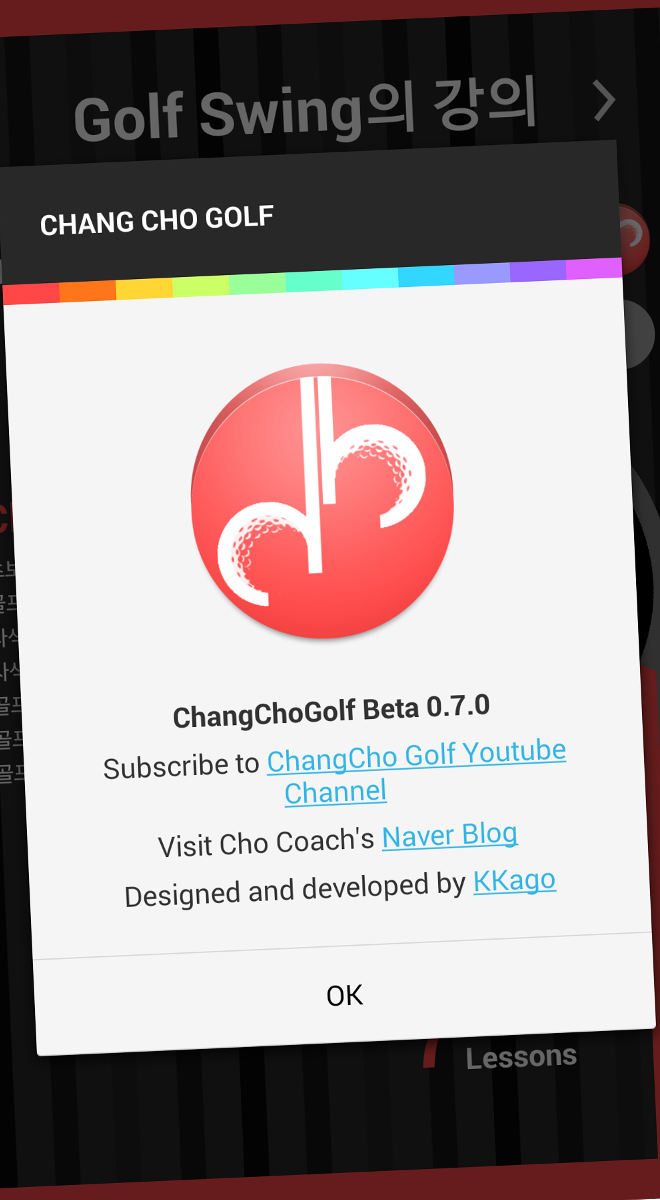 Golf Swing의 강의
CHANG CHO GOLF
ChangChoGolf Beta 0.7.0
Subscribe to ChangCho Golf Youtube
Channel
Visit Cho Coach's Naver Blog
Designed and developed by KKago
OK
7
Lessons